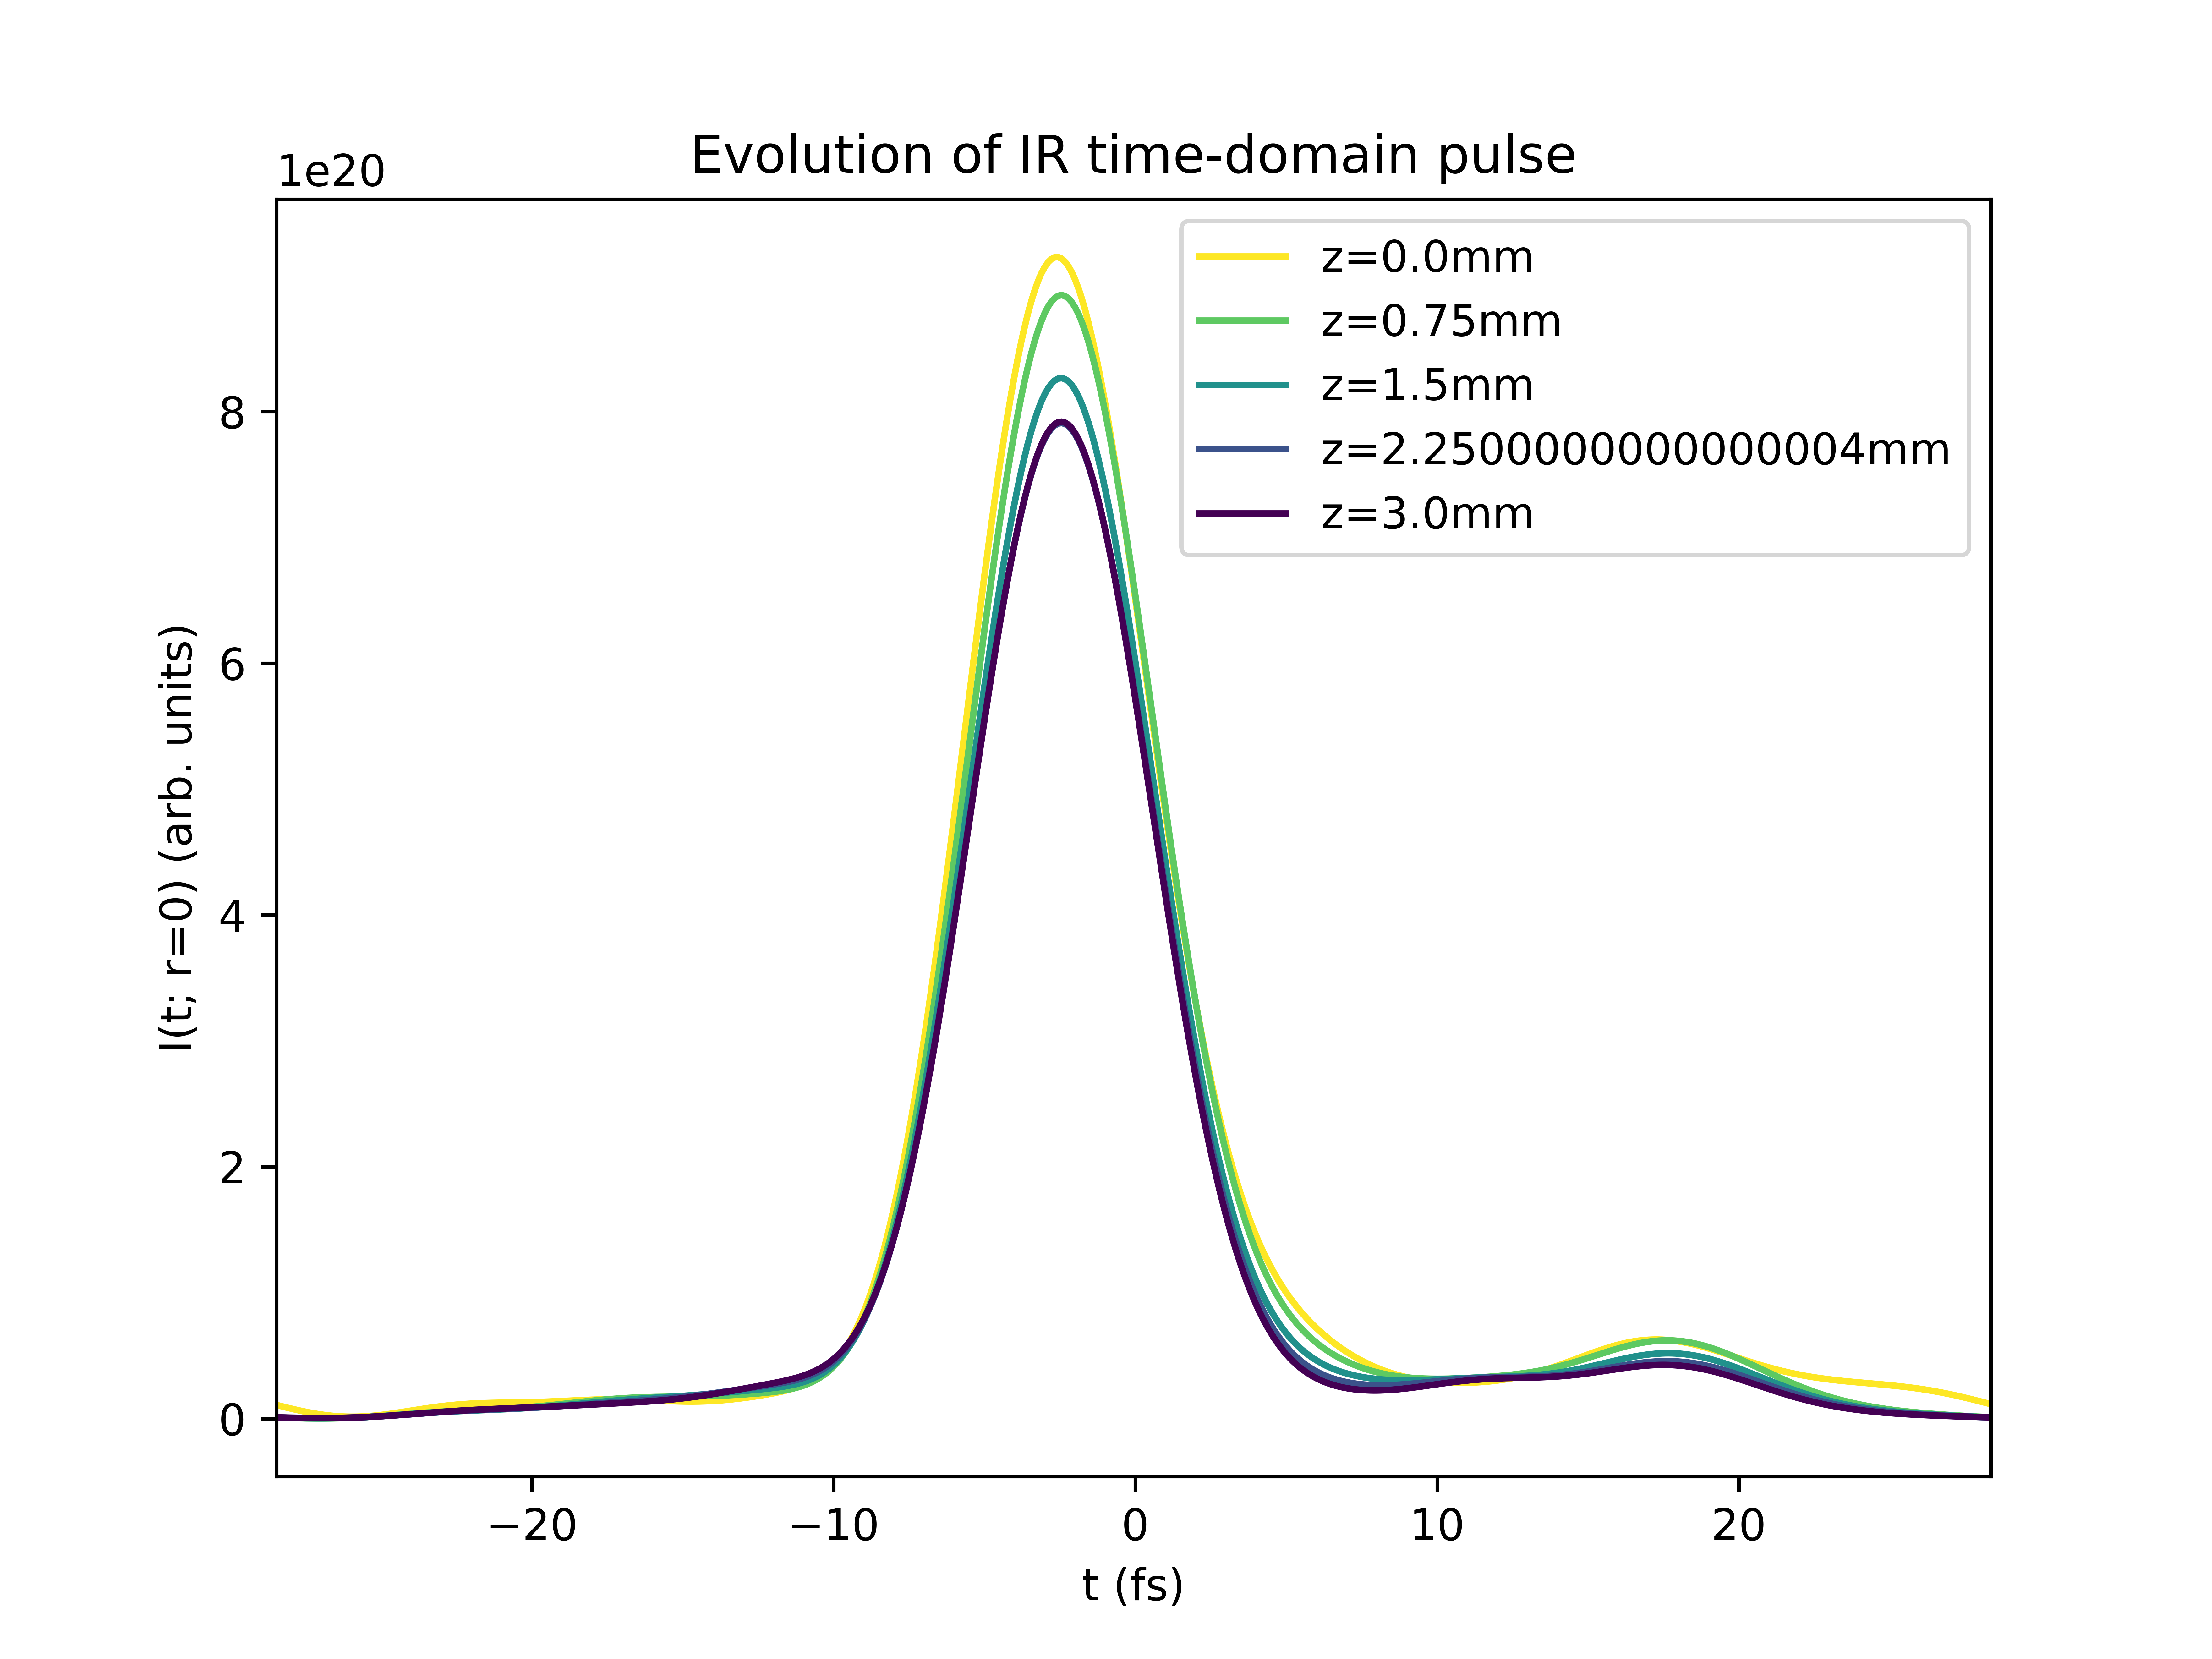 Evolution of IR time-domain pulse
1e20
z=0.0mm
z=0.75mm
z=1.5mm
z=2.2500000000000004mm
z=3.0mm
8
6
4
2
0
I(t; r=0) (arb. units)
−20 −10 0 10 20
t (fs)